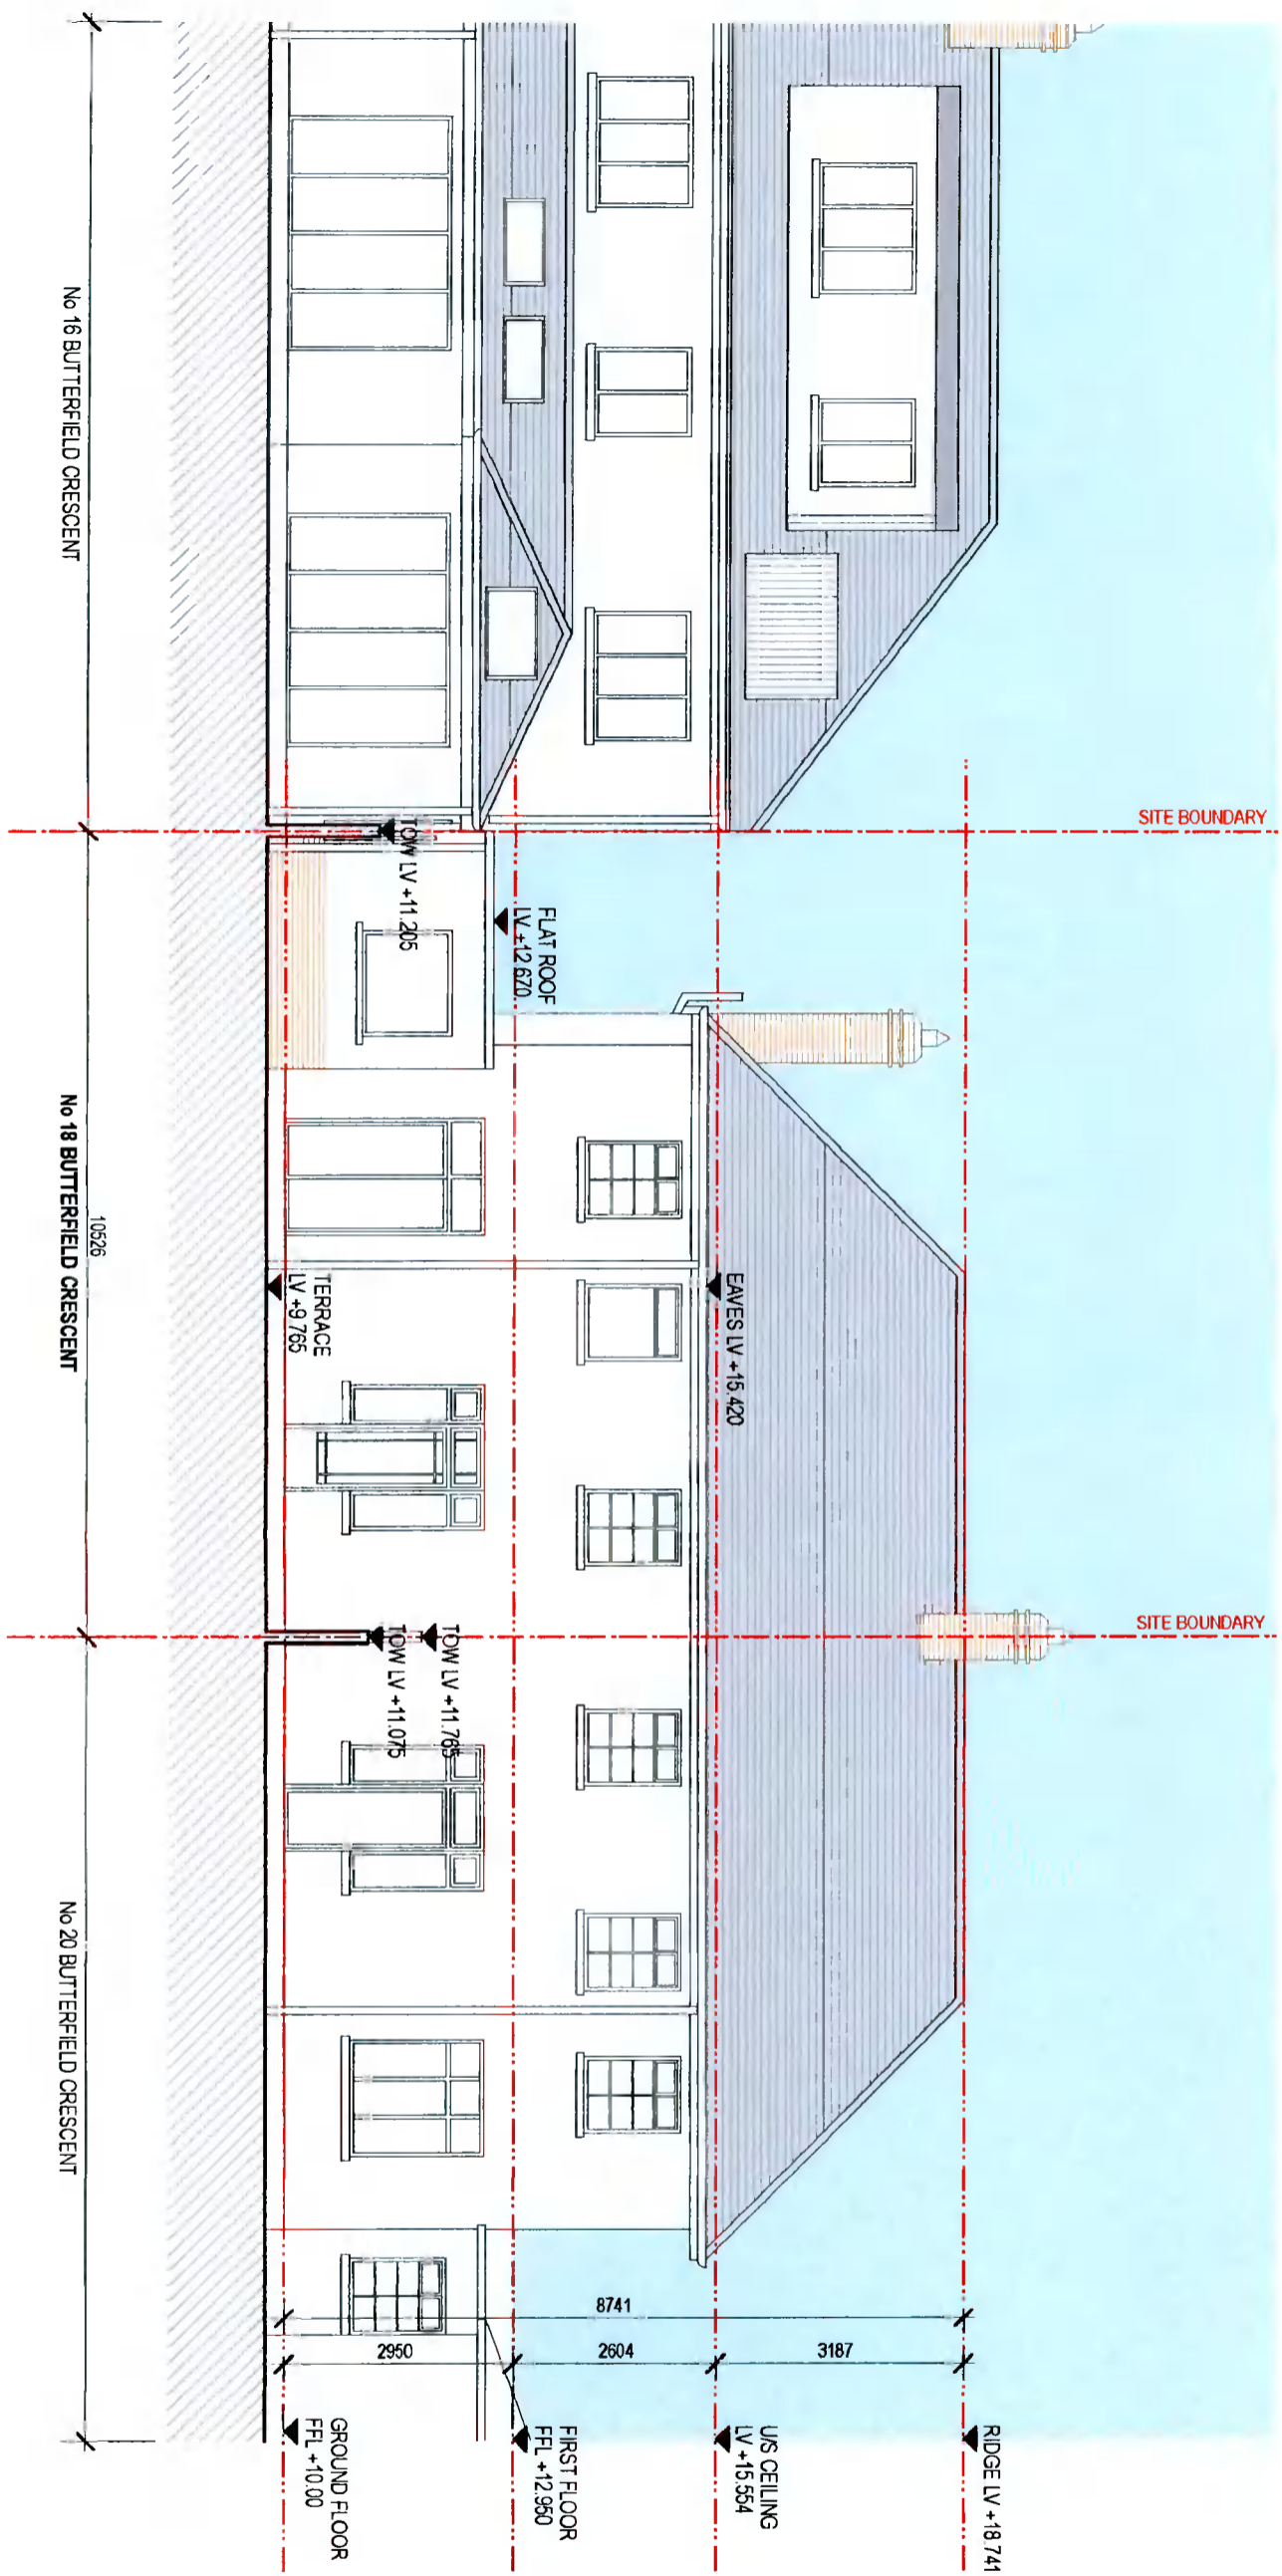 SITE BOUNDARY
SITE BOUNDARY
RIDGE LV +18.741
U/S CEILING
LV +15.554
FIRST FLOOR
FFL +12.950
GROUND FLOOR
FFL +10.00
8741
2950
2604
3187
EAVES LV +15.420
FLAT ROOF
LV +12.670
TOW LV +11.205
TERRACE
LV +9.765
TOW LV +11.765
TOW LV +11.075
10526
No 16 BUTTERFIELD CRESCENT
No 18 BUTTERFIELD CRESCENT
No 20 BUTTERFIELD CRESCENT